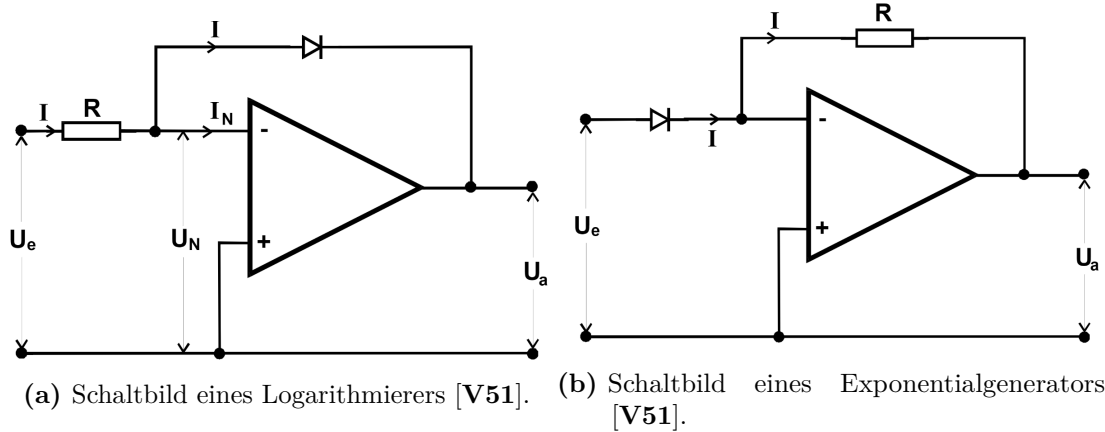 I
R
I
R
I_N
-
+
U_e
U_N
U_a
(a) Schaltbild eines Logarithmierers [V51].
I
R
I
-
+
U_e
U_a
(b) Schaltbild eines Exponentialgenerators
[V51].